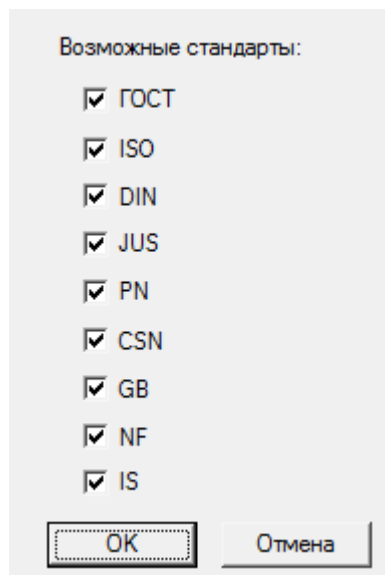 Возможные стандарты:
ГОСТ
ISO
DIN
JUS
PN
CSN
GB
NF
IS
OK Отмена